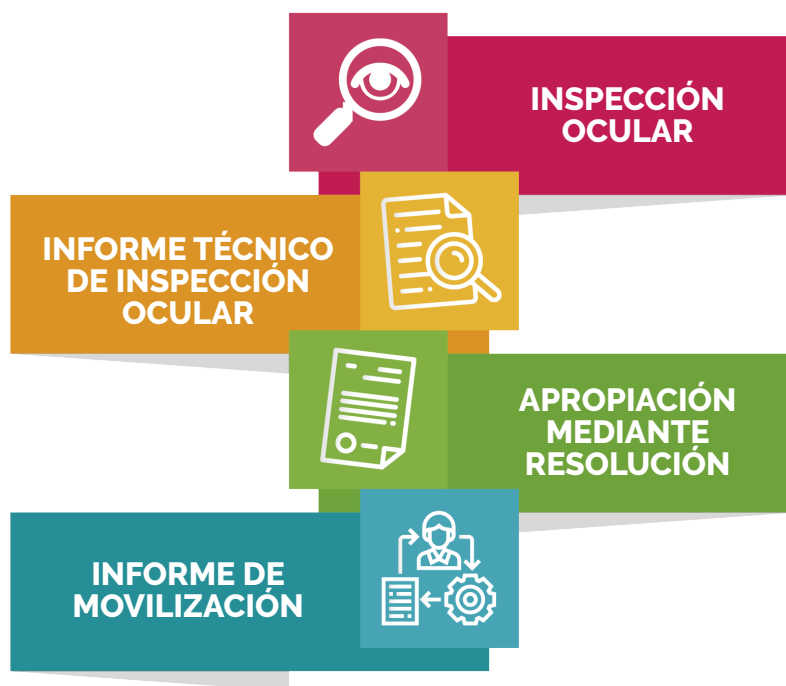 INSPECCIÓN
OCULAR
INFORME TÉCNICO
DE INSPECCIÓN
OCULAR
APROPIACIÓN
MEDIANTE
RESOLUCIÓN
INFORME DE
MOVILIZACIÓN